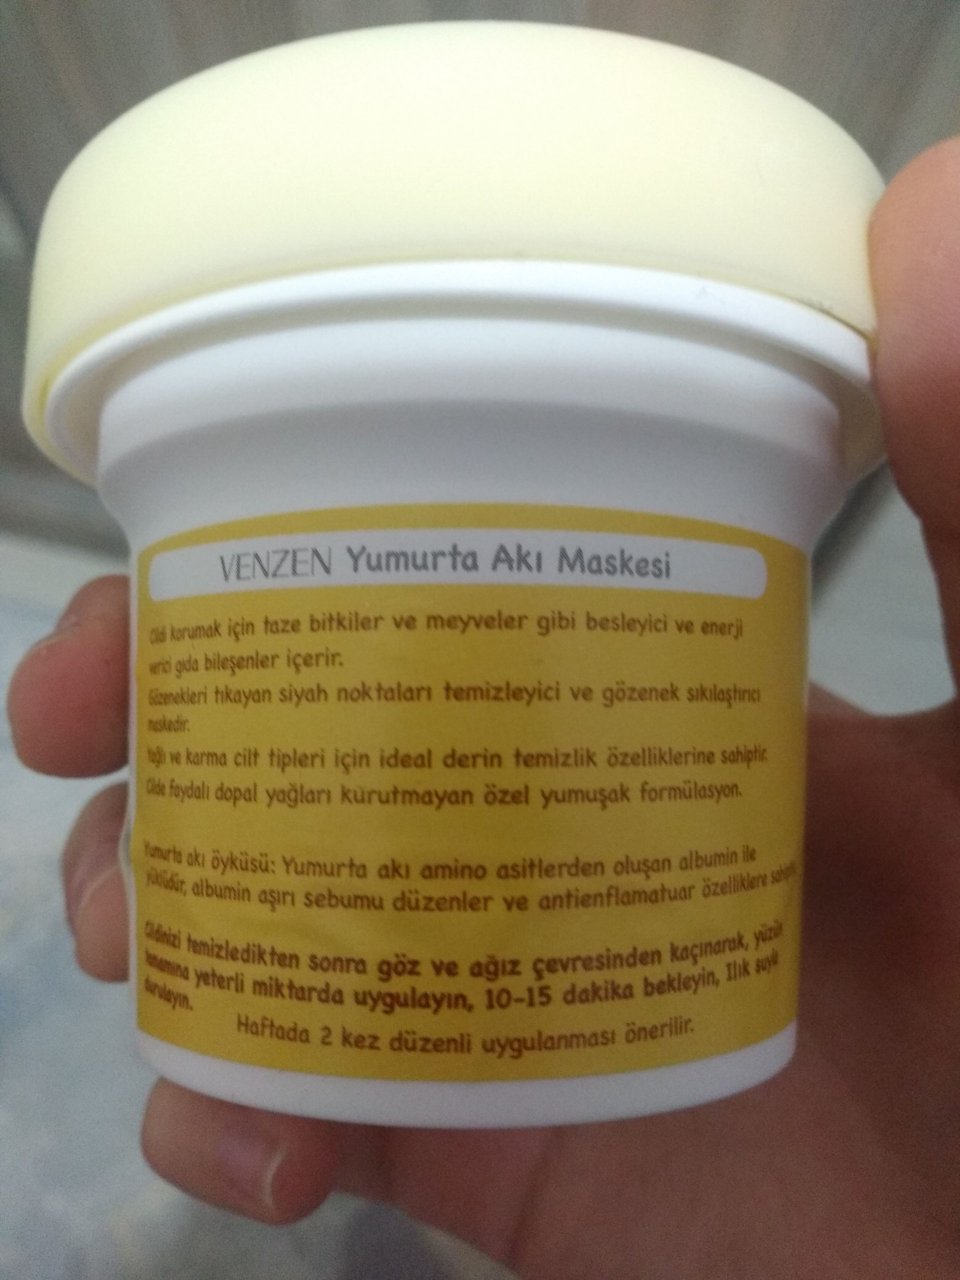 VENZEN Yumurta Akı Maskesi
Cildi korumak için taze bitkiler ve meyveler gibi besleyici ve enerji
verici gıda bileşenler içerir.
Gözenekleri tıkayan siyah noktaları temizleyici ve gözenek sıkılaştırıcı
maskedir.
Yağlı ve karma cilt tipleri için ideal derin temizlik özelliklerine sahiptir.
Cilde faydalı dopal yağları kurutmayan özel yumuşak formülasyon.
Yumurta akı öyküsü: Yumurta akı amino asitlerden oluşan albumin ile
yüklüdür, albumin aşırı sebumu düzenler ve antienflamatuar özelliklere
Cildinizi temizledikten sonra göz ve ağız çevresinden kaçınarak, yüzün
tamamına yeterli miktarda uygulayın, 10-15 dakika bekleyin, Ilık suyla
durulayın.
Haftada 2 kez düzenli uygulanması önerilir.